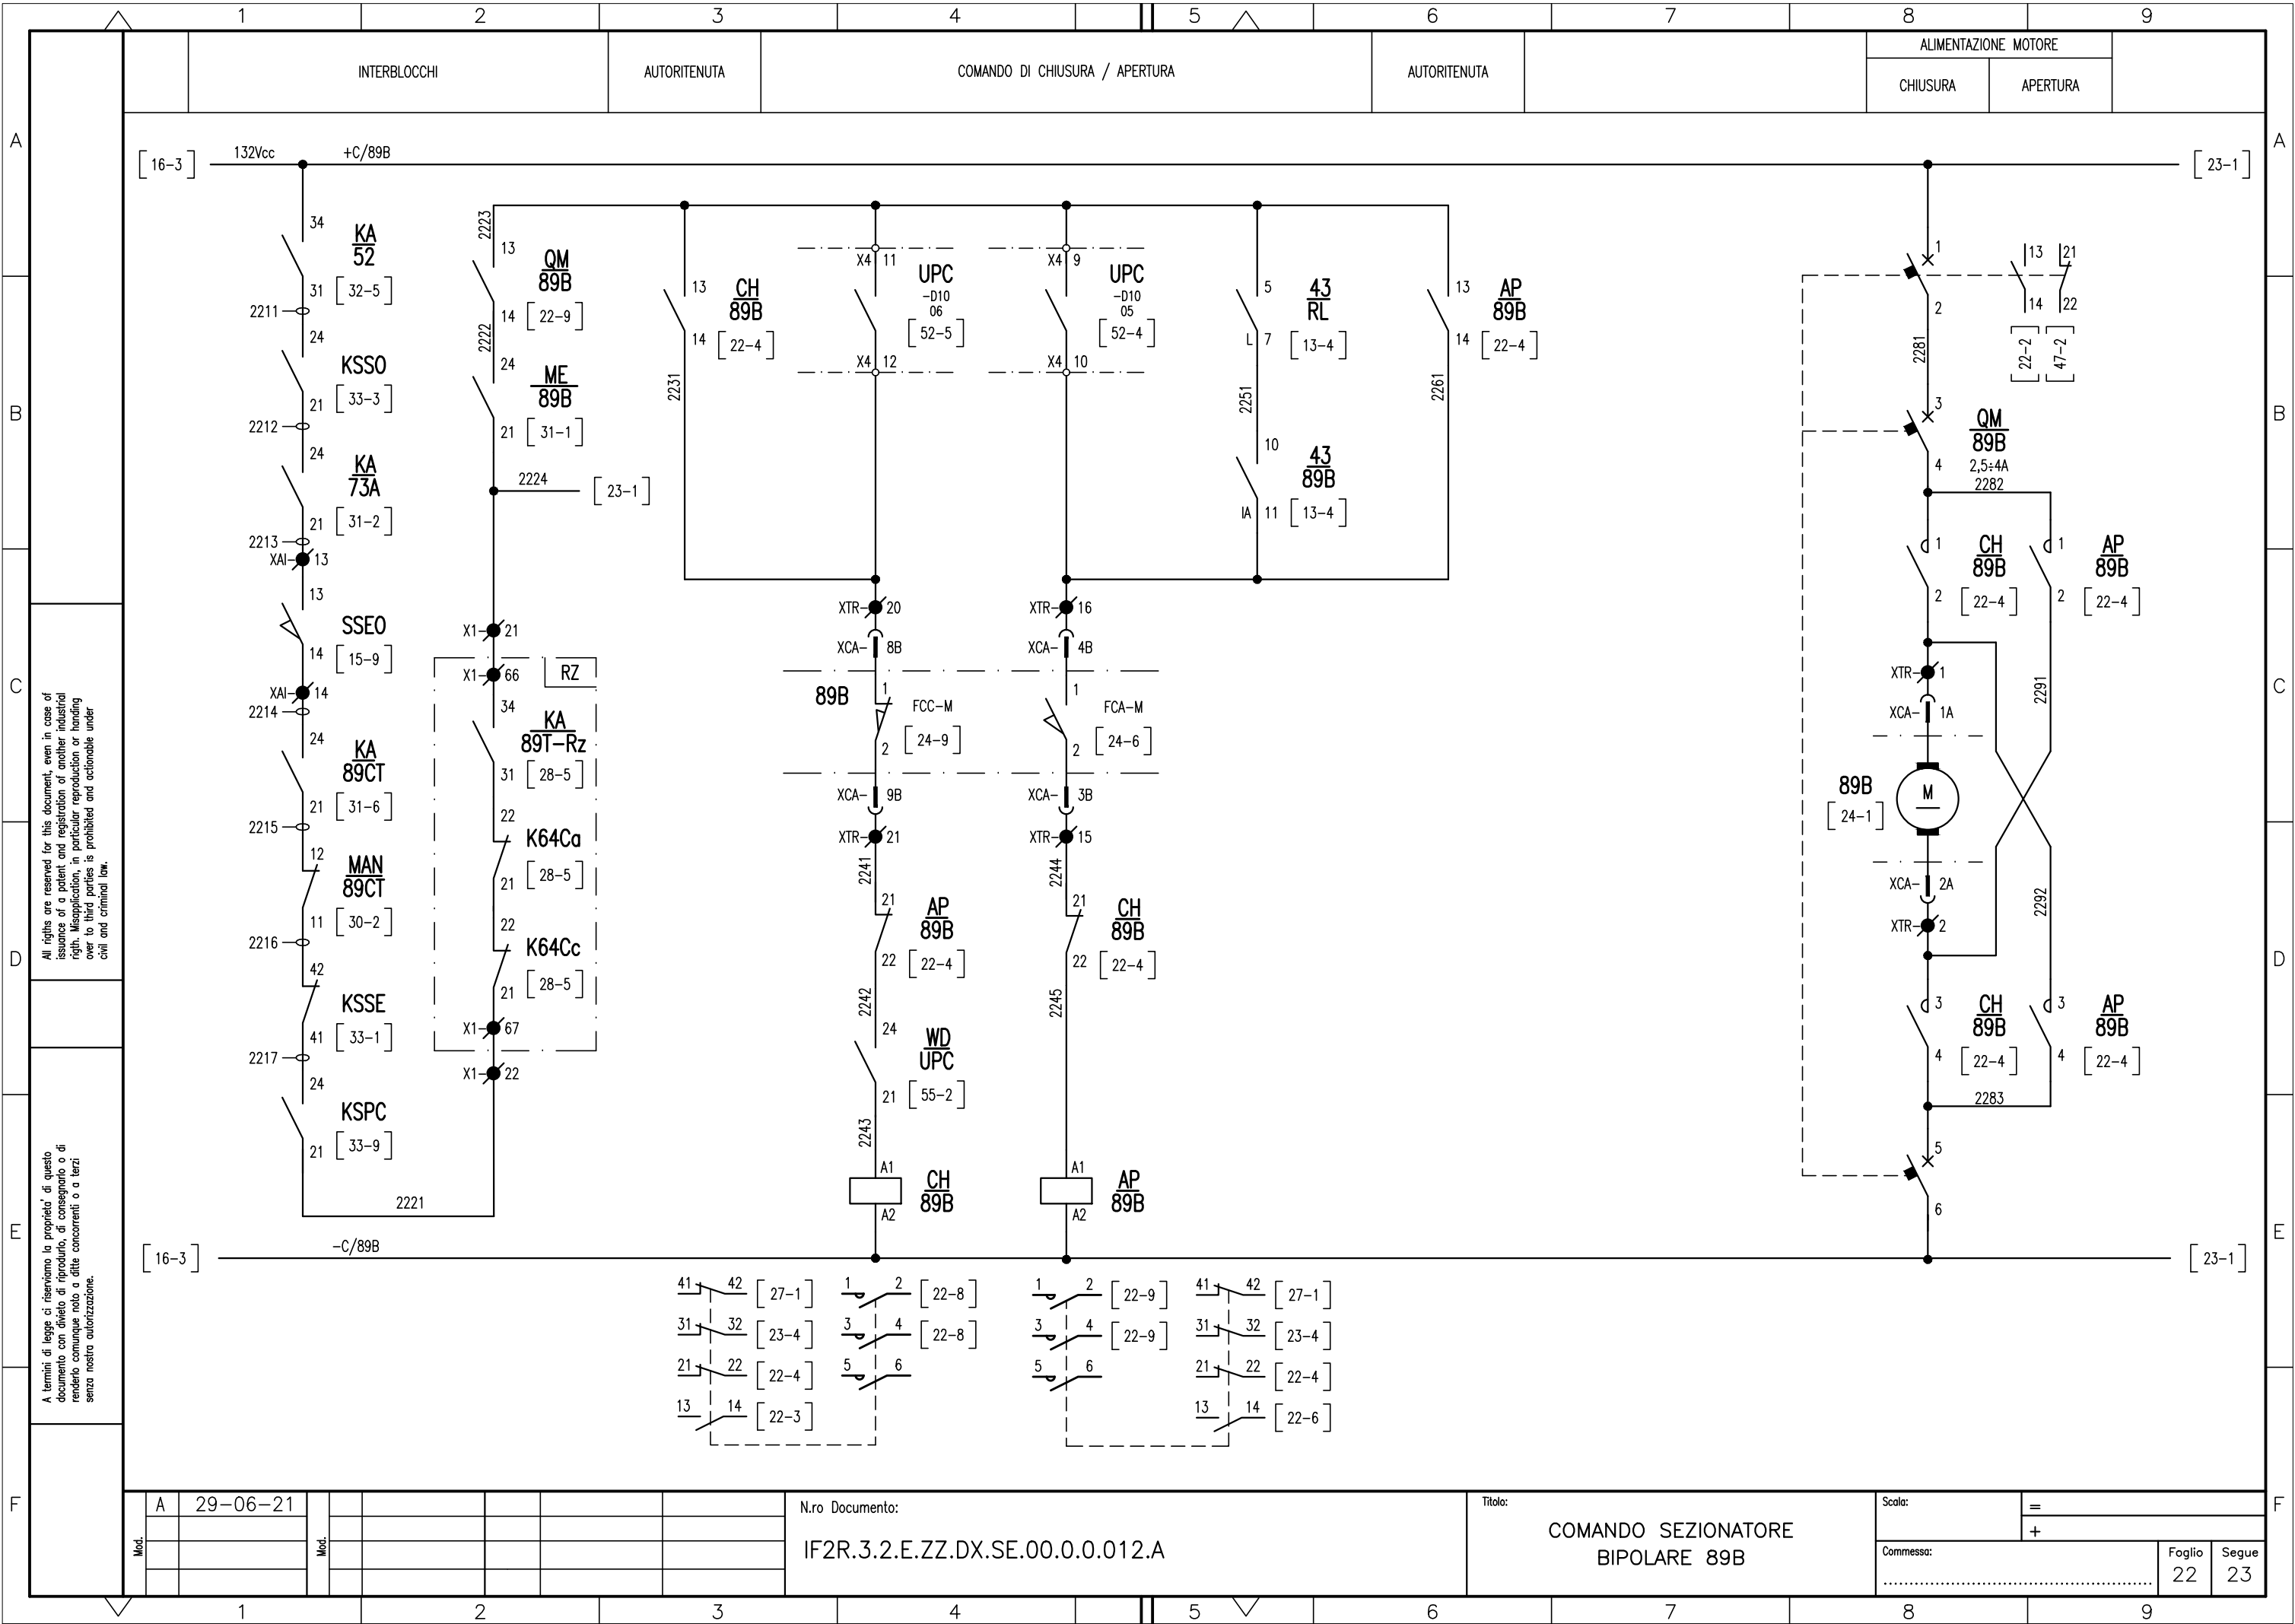 1 2 3 4 5 6 7 8 9
INTERBLOCCHI
AUTORITENUTA
COMANDO DI CHIUSURA / APERTURA
AUTORITENUTA
ALIMENTAZIONE MOTORE
CHIUSURA
APERTURA
A
A
[16-3]
132Vcc
+C/89B
[23-1]
34
KA
52
31
[32-5]
2211
24
KSSO
21
[33-3]
2212
24
KA
73A
21
[31-2]
2213
XAI- 13
13
SSEO
14
[15-9]
XAI- 14
2214
24
KA
89CT
21
[31-6]
2215
12
MAN
89CT
11
[30-2]
2216
42
KSSE
41
[33-1]
2217
24
KSPC
21
[33-9]
2221
2223
13
QM
89B
14
[22-9]
2222
24
ME
89B
21
[31-1]
2224
[23-1]
X1- 21
X1- 66
RZ
34
KA
89T-Rz
31
[28-5]
22
K64Ca
21
[28-5]
22
K64Cc
21
[28-5]
X1- 67
X1- 22
13
CH
89B
14
[22-4]
2231
X4 11
UPC
-D10
06
[52-5]
X4 12
X4 9
UPC
-D10
05
[52-4]
X4 10
5
43
RL
L 7
[13-4]
2251
10
43
89B
IA 11
[13-4]
13
AP
89B
14
[22-4]
2261
XTR- 20
XCA- 8B
89B
1
FCC-M
2
[24-9]
XCA- 9B
XTR- 21
2241
21
AP
89B
22
[22-4]
2242
24
WD
UPC
21
[55-2]
2243
A1
CH
89B
A2
XTR- 16
XCA- 4B
1
FCA-M
2
[24-6]
XCA- 3B
XTR- 15
2244
21
CH
89B
22
[22-4]
2245
A1
AP
89B
A2
1
2
13 21
14 22
[22-2]
[47-2]
2281
3
QM
89B
4
2,5÷4A
2282
1
CH
89B
2
[22-4]
1
AP
89B
2
[22-4]
XTR- 1
2291
XCA- 1A
89B
[24-1]
M
XCA- 2A
2292
XTR- 2
3
CH
89B
4
[22-4]
3
AP
89B
4
[22-4]
2283
5
6
[16-3]
-C/89B
[23-1]
41 42 [27-1]
31 32 [23-4]
21 22 [22-4]
13 14 [22-3]
1 2 [22-8]
3 4 [22-8]
5 6
1 2 [22-9]
3 4 [22-9]
5 6
41 42 [27-1]
31 32 [23-4]
21 22 [22-4]
13 14 [22-6]
B
B
C
C
D
D
E
E
F
F
All rigths are reserved for this document, even in case of
issuance of a patent and registration of another industrial
rigth. Misapplication, in particular reproduction or handing
over to third parties is prohibited and actionable under
civil and criminal law.
A termini di legge ci riserviamo la proprieta' di questo
documento con divieto di riprodurlo, di consegnarlo o di
renderlo comunque noto a ditte concorrenti o a terzi
senza nostra autorizzazione.
A 29-06-21
Mod.
Mod.
N.ro Documento:
IF2R.3.2.E.ZZ.DX.SE.00.0.0.012.A
Titolo:
COMANDO SEZIONATORE
BIPOLARE 89B
Scala:
=
+
Commessa:
Foglio
22
Segue
23
1 2 3 4 5 6 7 8 9